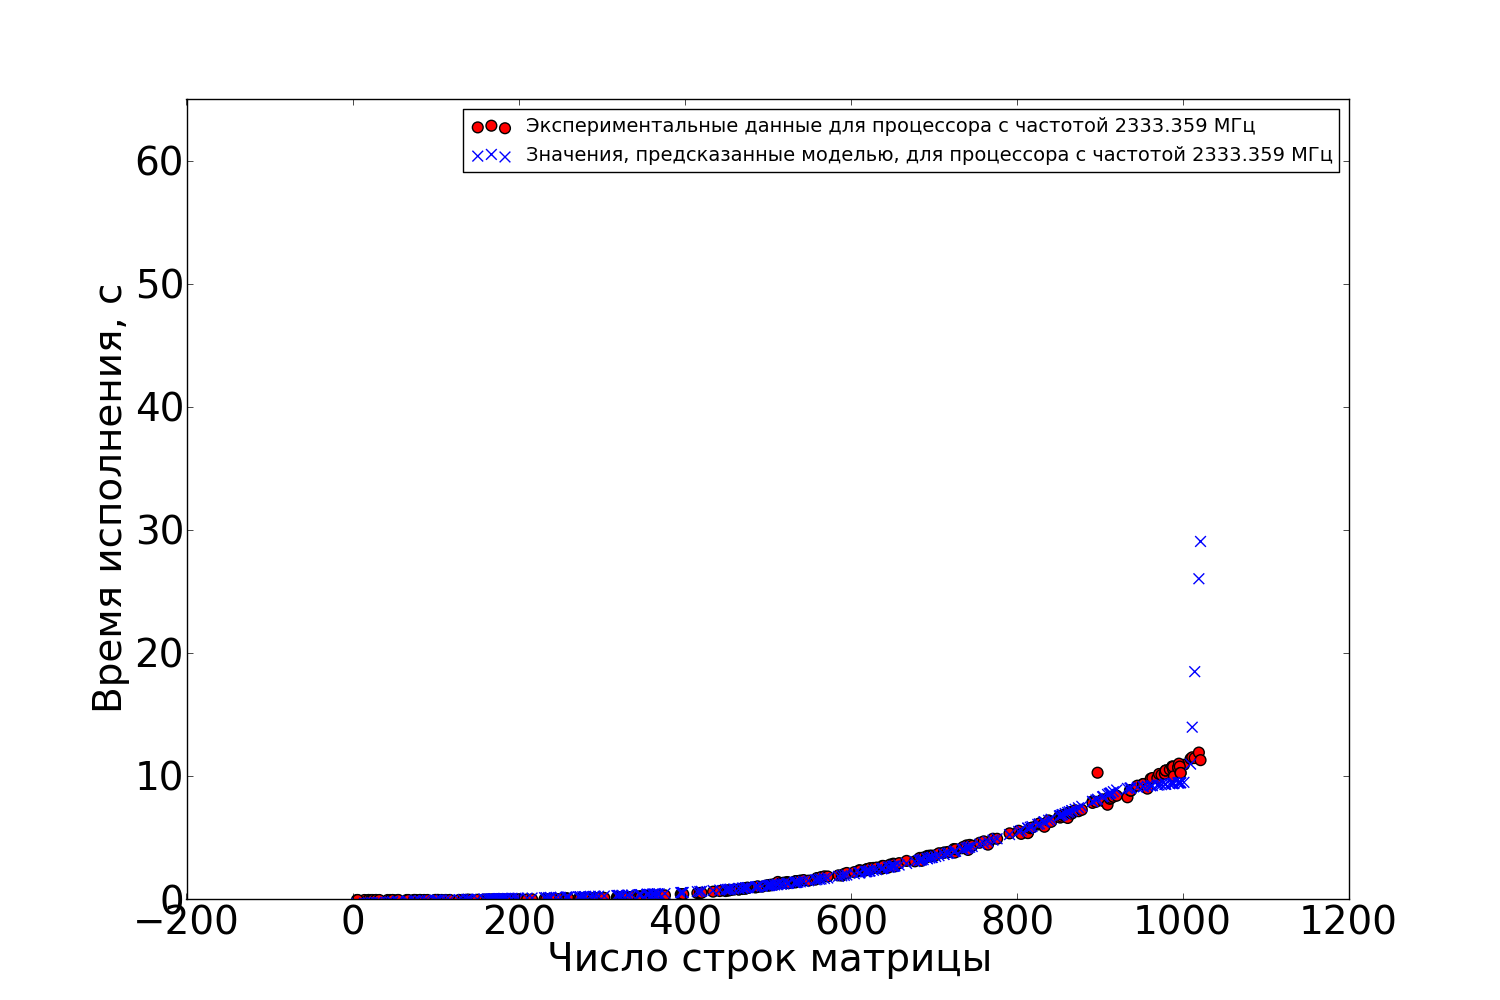 Экспериментальные данные для процессора с частотой 2333.359 МГц
Значения, предсказанные моделью, для процессора с частотой 2333.359 МГц
60
50
40
30
20
10
0
Время исполнения, с
−200 0 200 400 600 800 1000 1200
Число строк матрицы